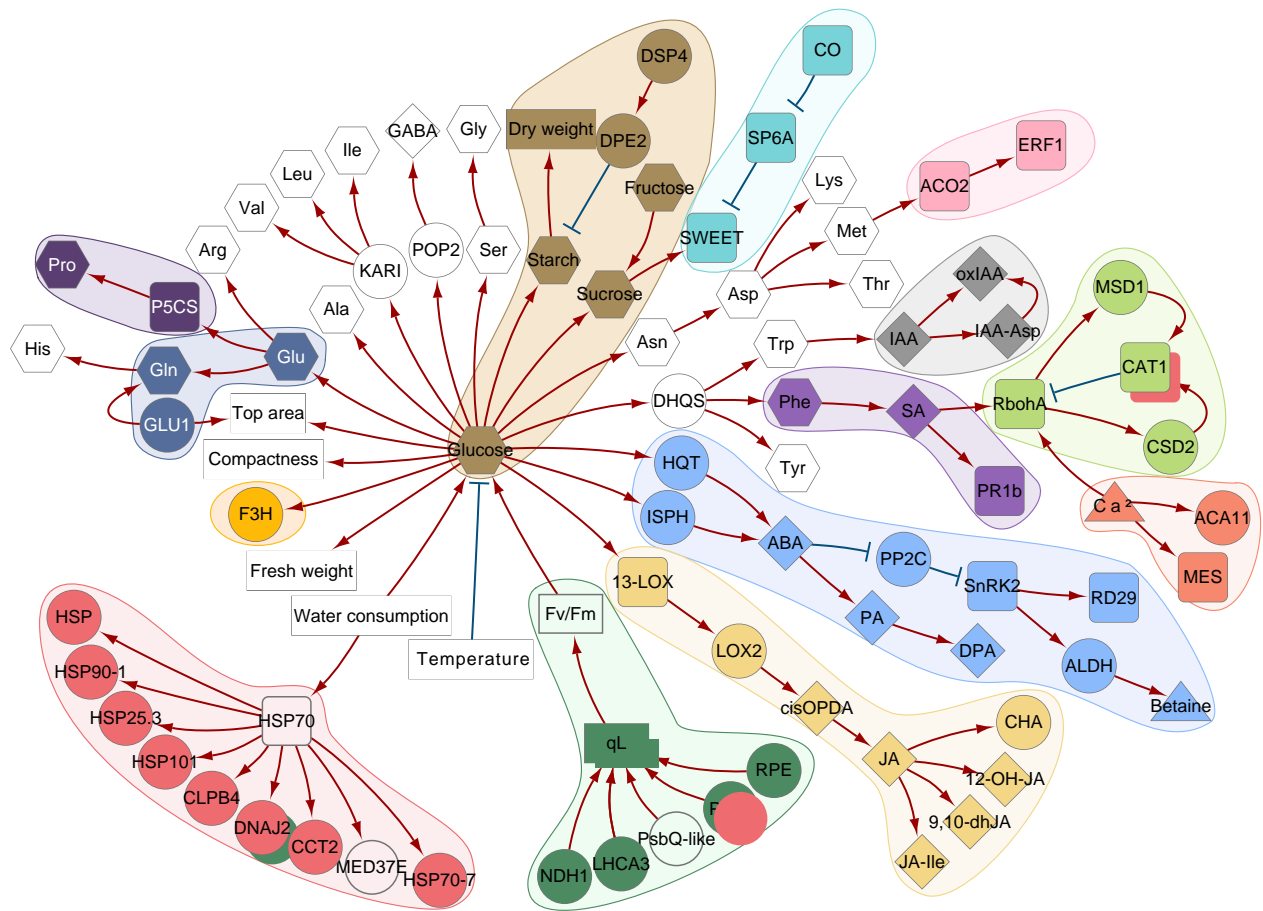 CO
DSP4
GABA
Gly
Dry weight
DPE2
SP6A
ERF1
Ile
Leu
Fructose
Lys
ACO2
Val
Met
Arg
POP2
Ser
SWEET
Pro
KARI
Starch
oxIAA
P5CS
Ala
Sucrose
Asp
Thr
MSD1
His
Gln
Glu
Asn
Trp
IAA
IAA-Asp
CAT1
GLU1
Top area
DHQS
Phe
SA
RbohA
Compactness
Glucose
HQT
Tyr
CSD2
F3H
ISPH
PR1b
Ca²
ACA11
Fresh weight
ABA
PP2C
MES
13-LOX
SnRK2
RD29
HSP
Water consumption
Fv/Fm
PA
Temperature
LOX2
DPA
ALDH
HSP90-1
HSP25.3
HSP70
cisOPDA
Betaine
HSP101
qL
JA
CHA
CLPB4
RPE
12-OH-JA
DNAJ2
CCT2
PsbQ-like
9,10-dhJA
MED37E
HSP70-7
NDH1
LHCA3
JA-Ile